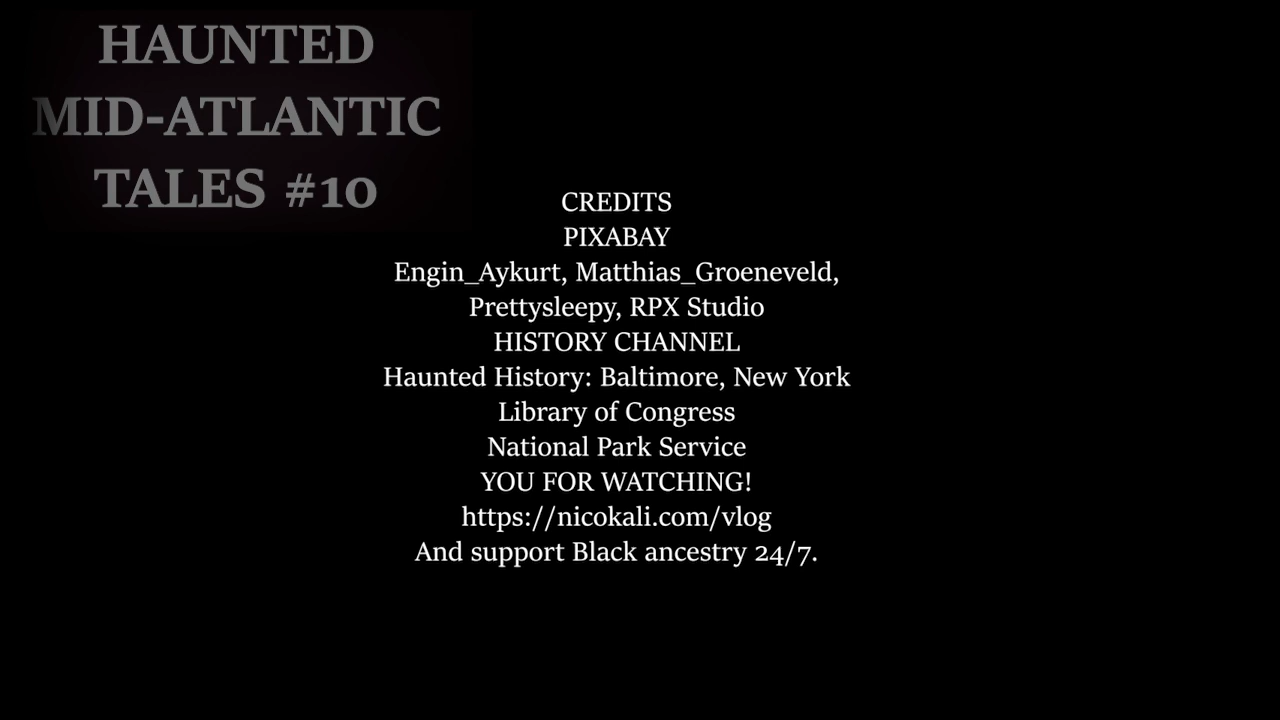 HAUNTED
MID-ATLANTIC
TALES #10
CREDITS
PIXABAY
Engin_Aykurt, Matthias_Groeneveld,
Prettysleepy, RPX Studio
HISTORY CHANNEL
Haunted History: Baltimore, New York
Library of Congress
National Park Service
YOU FOR WATCHING!
https://nicokali.com/vlog
And support Black ancestry 24/7.